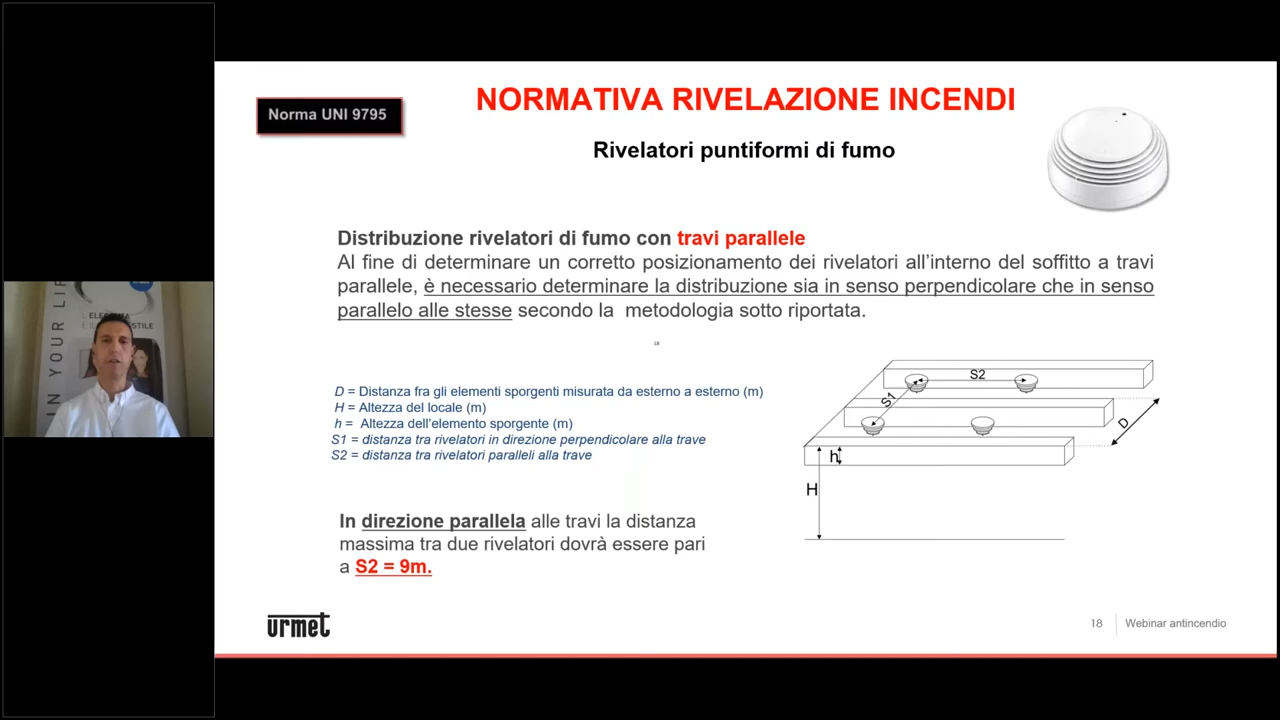 Norma UNI 9795
NORMATIVA RIVELAZIONE INCENDI
Rivelatori puntiformi di fumo
Distribuzione rivelatori di fumo con travi parallele
Al fine di determinare un corretto posizionamento dei rivelatori all'interno del soffitto a travi
parallele, è necessario determinare la distribuzione sia in senso perpendicolare che in senso
parallelo alle stesse secondo la metodologia sotto riportata.
18
D = Distanza fra gli elementi sporgenti misurata da esterno a esterno (m)
H = Altezza del locale (m)
h = Altezza dell'elemento sporgente (m)
S1 = distanza tra rivelatori in direzione perpendicolare alla trave
S2 = distanza tra rivelatori paralleli alla trave
S2
S1
D
h
H
In direzione parallela alle travi la distanza
massima tra due rivelatori dovrà essere pari
a S2 = 9m.
urmet
18
Webinar antincendio
IN YOUR LIF